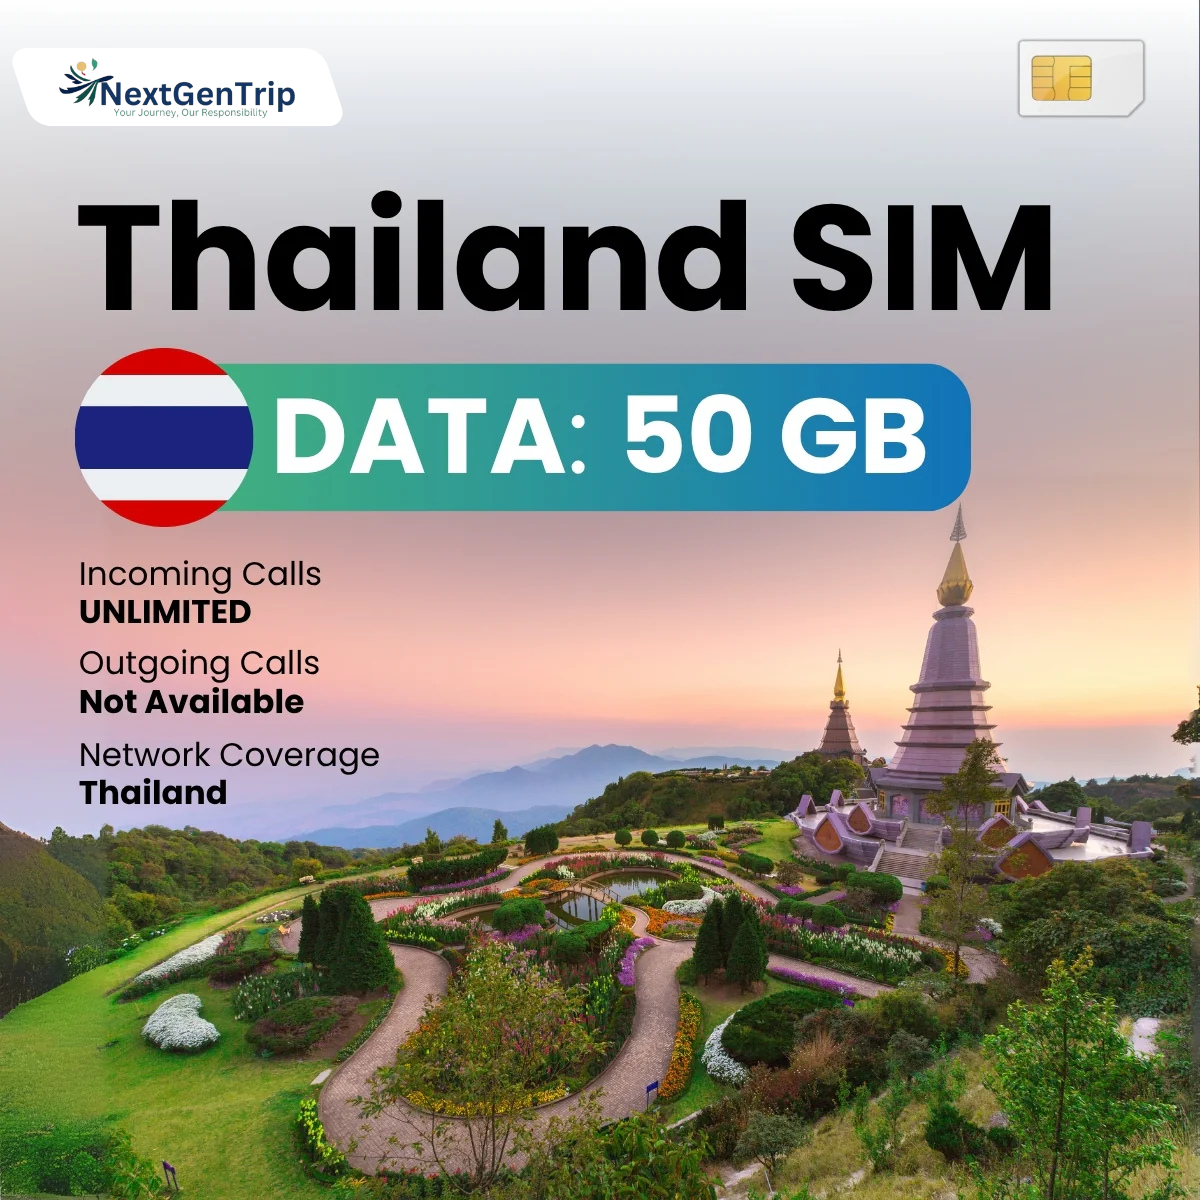 NextGenTrip
Your Journey, Our Responsibility
Thailand SIM
DATA: 50 GB
Incoming Calls
UNLIMITED
Outgoing Calls
Not Available
Network Coverage
Thailand